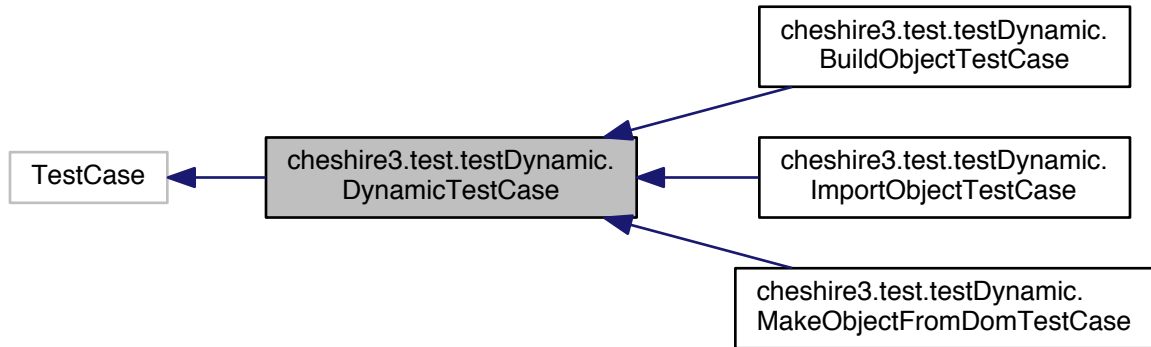 TestCase
cheshire3.test.testDynamic.
DynamicTestCase
cheshire3.test.testDynamic.
BuildObjectTestCase
cheshire3.test.testDynamic.
ImportObjectTestCase
cheshire3.test.testDynamic.
MakeObjectFromDomTestCase